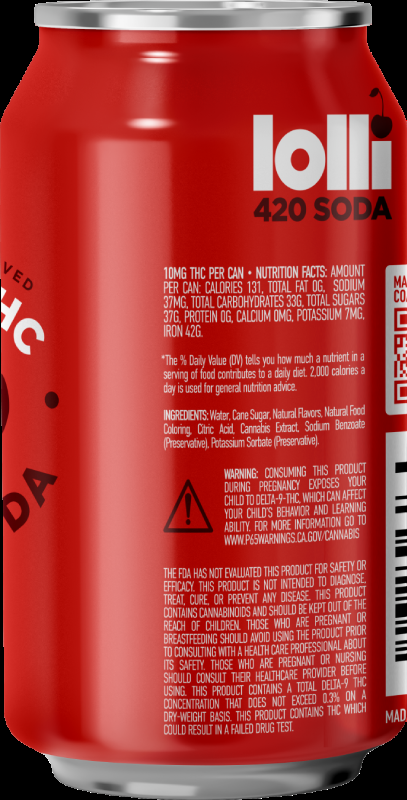 lolli
420 SODA
10MG THC PER CAN • NUTRITION FACTS: AMOUNT
PER CAN: CALORIES 131, TOTAL FAT 0G, SODIUM
37MG, TOTAL CARBOHYDRATES 33G, TOTAL SUGARS
37G, PROTEIN 0G, CALCIUM 0MG, POTASSIUM 7MG,
IRON 42G.
*The % Daily Value (DV) tells you how much a nutrient in a
serving of food contributes to a daily diet. 2,000 calories a
day is used for general nutrition advice.
INGREDIENTS: Water, Cane Sugar, Natural Flavors, Natural Food
Coloring, Citric Acid, Cannabis Extract, Sodium Benzoate
(Preservative), Potassium Sorbate (Preservative).
WARNING: CONSUMING THIS PRODUCT
DURING PREGNANCY EXPOSES YOUR
CHILD TO DELTA-9-THC, WHICH CAN AFFECT
YOUR CHILD'S BEHAVIOR AND LEARNING
ABILITY. FOR MORE INFORMATION GO TO
WWW.P65WARNINGS.CA.GOV/CANNABIS
THE FDA HAS NOT EVALUATED THIS PRODUCT FOR SAFETY OR
EFFICACY. THIS PRODUCT IS NOT INTENDED TO DIAGNOSE,
TREAT, CURE, OR PREVENT ANY DISEASE. THIS PRODUCT
CONTAINS CANNABINOIDS AND SHOULD BE KEPT OUT OF THE
REACH OF CHILDREN. THOSE WHO ARE PREGNANT OR
BREASTFEEDING SHOULD AVOID USING THE PRODUCT PRIOR
TO CONSULTING WITH A HEALTH CARE PROFESSIONAL ABOUT
ITS SAFETY. THOSE WHO ARE PREGNANT OR NURSING
SHOULD CONSULT THEIR HEALTHCARE PROVIDER BEFORE
USING. THIS PRODUCT CONTAINS A TOTAL DELTA-9 THC
CONCENTRATION THAT DOES NOT EXCEED 0.3% ON A
DRY-WEIGHT BASIS. THIS PRODUCT CONTAINS THC WHICH
COULD RESULT IN A FAILED DRUG TEST.
VED
HC
DA
MA
CO
MAD